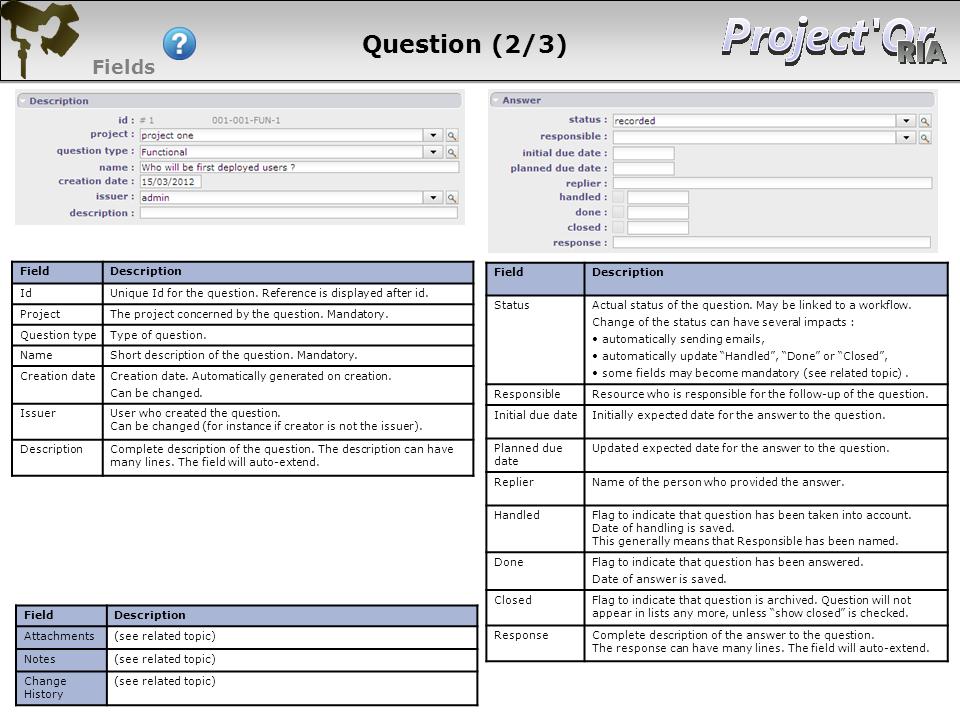 Fields
?
Question (2/3)
Project'Or
RIA
Description
id : # 1 001-001-FUN-1
project : project one
question type : Functional
name : Who will be first deployed users ?
creation date : 15/03/2012
issuer : admin
description :
Answer
status : recorded
responsible :
initial due date :
planned due date :
replier :
handled :
done :
closed :
response :
Field Description
Id Unique Id for the question. Reference is displayed after id.
Project The project concerned by the question. Mandatory.
Question type Type of question.
Name Short description of the question. Mandatory.
Creation date Creation date. Automatically generated on creation.
Can be changed.
Issuer User who created the question.
Can be changed (for instance if creator is not the issuer).
Description Complete description of the question. The description can have
many lines. The field will auto-extend.
Field Description
Attachments (see related topic)
Notes (see related topic)
Change (see related topic)
History
Field Description
Status Actual status of the question. May be linked to a workflow.
Change of the status can have several impacts :
• automatically sending emails,
• automatically update “Handled”, “Done” or “Closed”,
• some fields may become mandatory (see related topic) .
Responsible Resource who is responsible for the follow-up of the question.
Initial due date Initially expected date for the answer to the question.
Planned due Updated expected date for the answer to the question.
date
Replier Name of the person who provided the answer.
Handled Flag to indicate that question has been taken into account.
Date of handling is saved.
This generally means that Responsible has been named.
Done Flag to indicate that question has been answered.
Date of answer is saved.
Closed Flag to indicate that question is archived. Question will not
appear in lists any more, unless “show closed” is checked.
Response Complete description of the answer to the question.
The response can have many lines. The field will auto-extend.